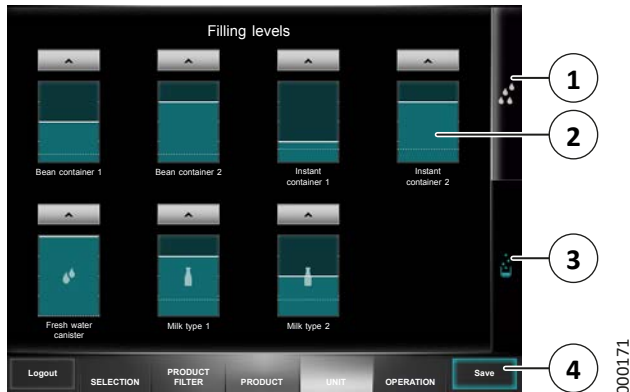 Filling levels
1
2
Bean container 1
Bean container 2
Instant
container 1
Instant
container 2
3
Fresh water
canister
Milk type 1
Milk type 2
Logout
SELECTION
PRODUCT
FILTER
PRODUCT
UNIT
OPERATION
Save
4
000171